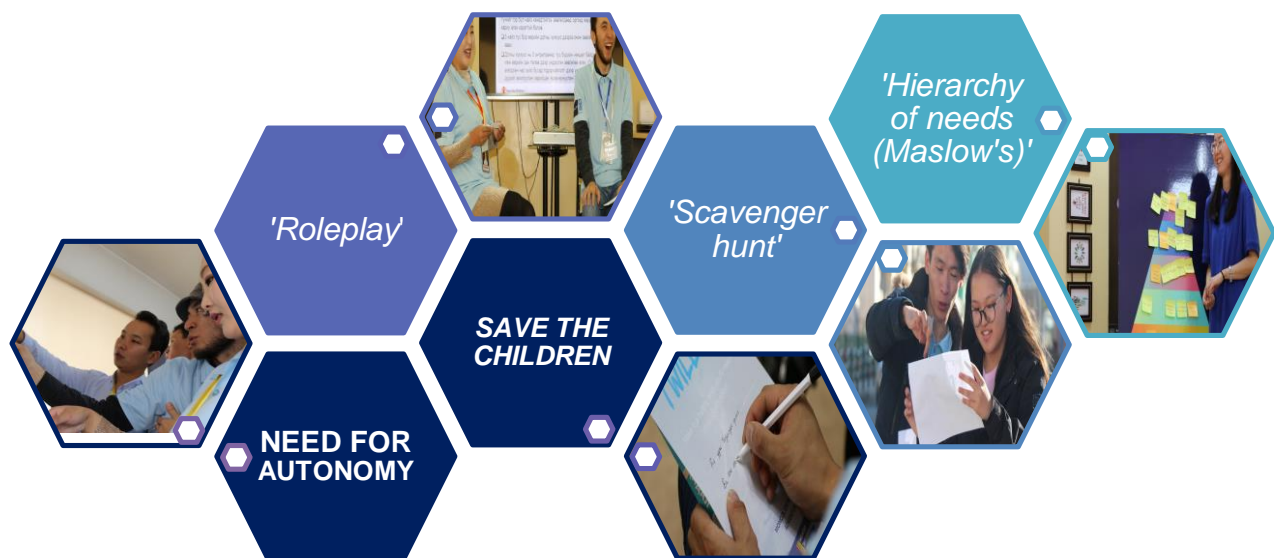 'Roleplay'
'Scavenger
hunt'
'Hierarchy
of needs
(Maslow's)'
SAVE THE
CHILDREN
NEED FOR
AUTONOMY